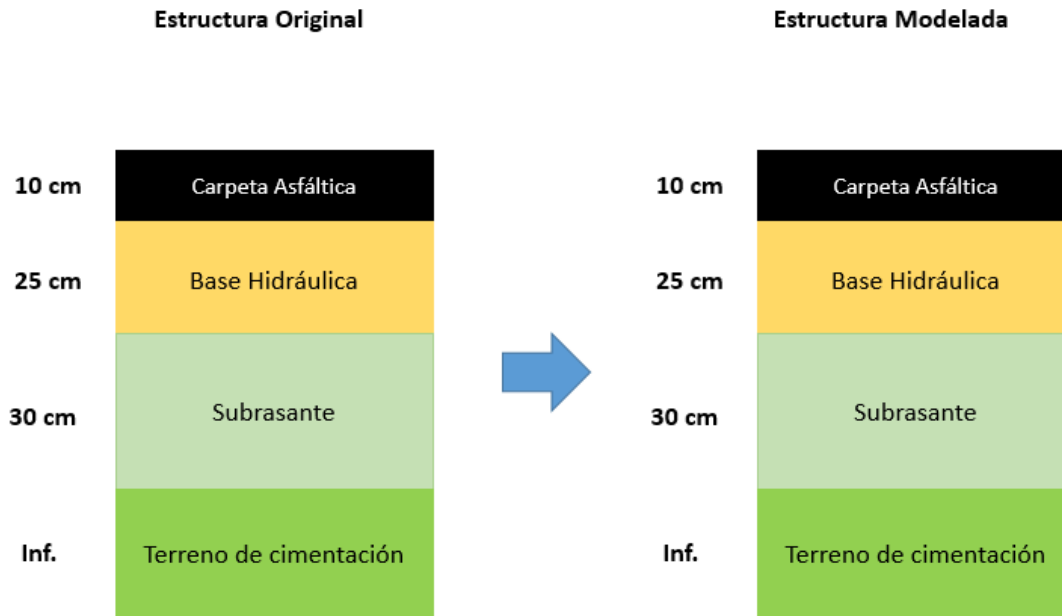 Estructura Original
Estructura Modelada
10 cm
Carpeta Asfáltica
10 cm
Carpeta Asfáltica
25 cm
Base Hidráulica
25 cm
Base Hidráulica
30 cm
Subrasante
30 cm
Subrasante
Inf.
Terreno de cimentación
Inf.
Terreno de cimentación